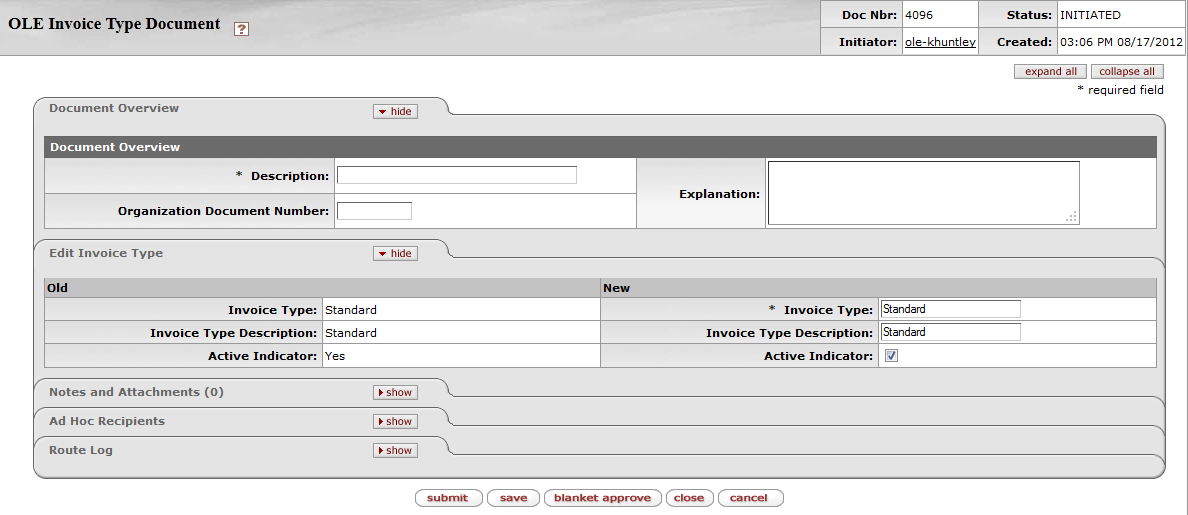 OLE Invoice Type Document ?
Doc Nbr: 4096 Status: INITIATED
Initiator: ole-khuntley Created: 03:06 PM 08/17/2012
expand all collapse all
* required field
Document Overview hide
Document Overview
* Description: Explanation:
Organization Document Number:
Edit Invoice Type hide
Old New
Invoice Type: Standard * Invoice Type: Standard
Invoice Type Description: Standard Invoice Type Description: Standard
Active Indicator: Yes Active Indicator:
Notes and Attachments (0) show
Ad Hoc Recipients show
Route Log show
submit save blanket approve close cancel